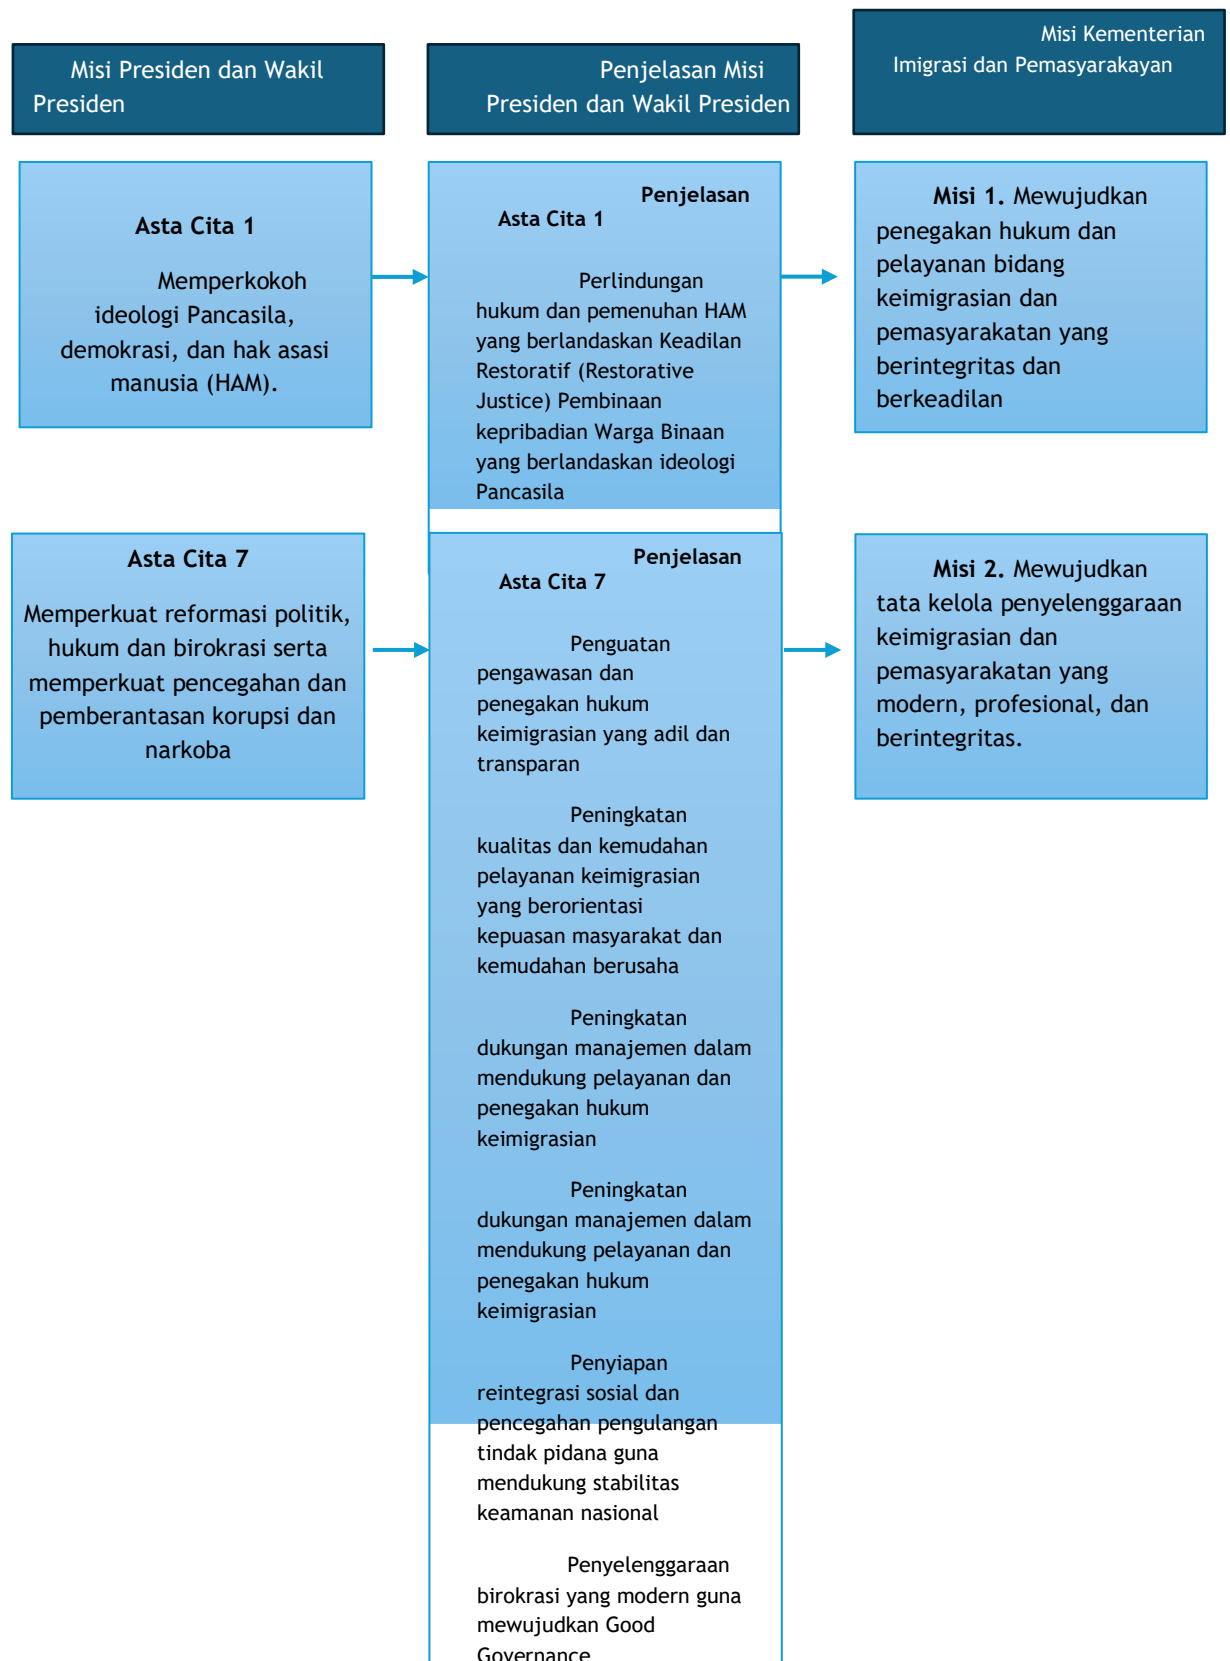 Misi Presiden dan Wakil
Presiden
Penjelasan Misi
Presiden dan Wakil Presiden
Misi Kementerian
Imigrasi dan Pemasyarakayan
Asta Cita 1
Memperkokoh
ideologi Pancasila,
demokrasi, dan hak asasi
manusia (HAM).
Penjelasan
Asta Cita 1
Perlindungan
hukum dan pemenuhan HAM
yang berlandaskan Keadilan
Restoratif (Restorative
Justice) Pembinaan
kepribadian Warga Binaan
yang berlandaskan ideologi
Pancasila
Misi 1. Mewujudkan
penegakan hukum dan
pelayanan bidang
keimigrasian dan
pemasyarakatan yang
berintegritas dan
berkeadilan
Asta Cita 7
Memperkuat reformasi politik,
hukum dan birokrasi serta
memperkuat pencegahan dan
pemberantasan korupsi dan
narkoba
Penjelasan
Asta Cita 7
Penguatan
pengawasan dan
penegakan hukum
keimigrasian yang adil dan
transparan
Peningkatan
kualitas dan kemudahan
pelayanan keimigrasian
yang berorientasi
kepuasan masyarakat dan
kemudahan berusaha
Peningkatan
dukungan manajemen dalam
mendukung pelayanan dan
penegakan hukum
keimigrasian
Peningkatan
dukungan manajemen dalam
mendukung pelayanan dan
penegakan hukum
keimigrasian
Penyiapan
reintegrasi sosial dan
pencegahan pengulangan
tindak pidana guna
mendukung stabilitas
keamanan nasional
Penyelenggaraan
birokrasi yang modern guna
mewujudkan Good
Governance
Misi 2. Mewujudkan
tata kelola penyelenggaraan
keimigrasian dan
pemasyarakatan yang
modern, profesional, dan
berintegritas.